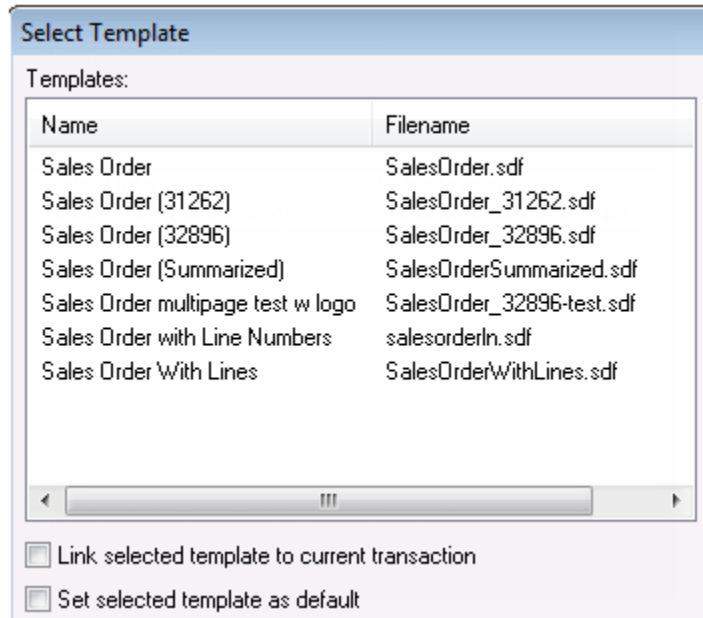 Select Template
Templates:
Name Filename
Sales Order SalesOrder.sdf
Sales Order (31262) SalesOrder_31262.sdf
Sales Order (32896) SalesOrder_32896.sdf
Sales Order (Summarized) SalesOrderSummarized.sdf
Sales Order multipage test w logo SalesOrder_32896-test.sdf
Sales Order with Line Numbers salesorderln.sdf
Sales Order With Lines SalesOrderWithLines.sdf
Link selected template to current transaction
Set selected template as default